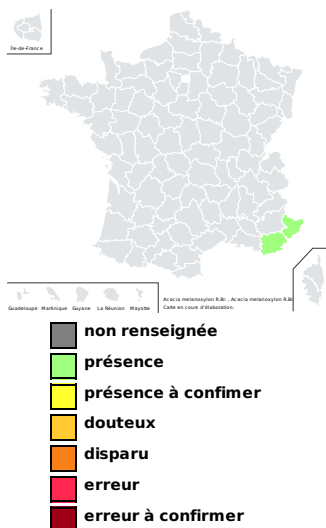 Île-de-France
Guadeloupe Martinique Guyane La Réunion Mayotte
Acacia melanoxylon R.Br. , Acacia melanoxylon R.Br.
Carte en cours d'élaboration.
non renseignée
présence
présence à confimer
douteux
disparu
erreur
erreur à confirmer